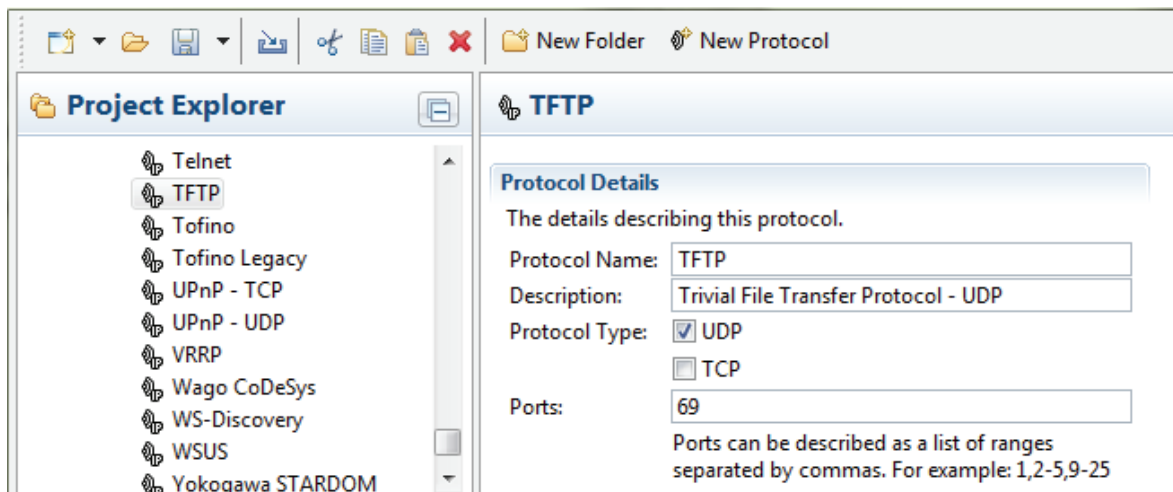 New Folder New Protocol
Project Explorer
Telnet
TFTP
Tofino
Tofino Legacy
UPnP - TCP
UPnP - UDP
VRRP
Wago CoDeSys
WS-Discovery
WSUS
Yokogawa STARDOM
TFTP
Protocol Details
The details describing this protocol.
Protocol Name: TFTP
Description: Trivial File Transfer Protocol - UDP
Protocol Type: UDP
TCP
Ports: 69
Ports can be described as a list of ranges
separated by commas. For example: 1,2-5,9-25